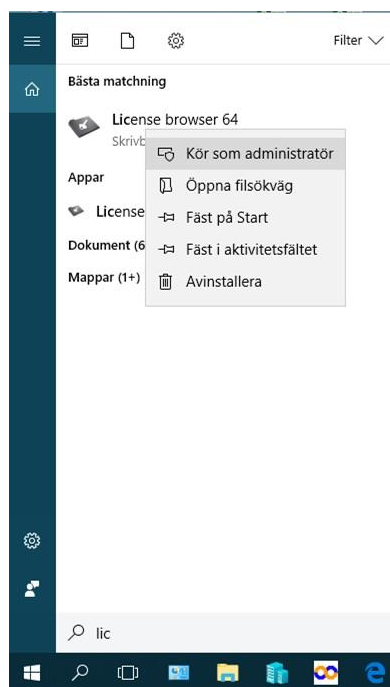 Filter
Bästa matchning
License browser 64
Skrivb
Kör som administratör
Appar
Öppna filsökväg
License
Fäst på Start
Dokument (6
Fäst i aktivitetsfältet
Mappar (1+)
Avinstallera
lic